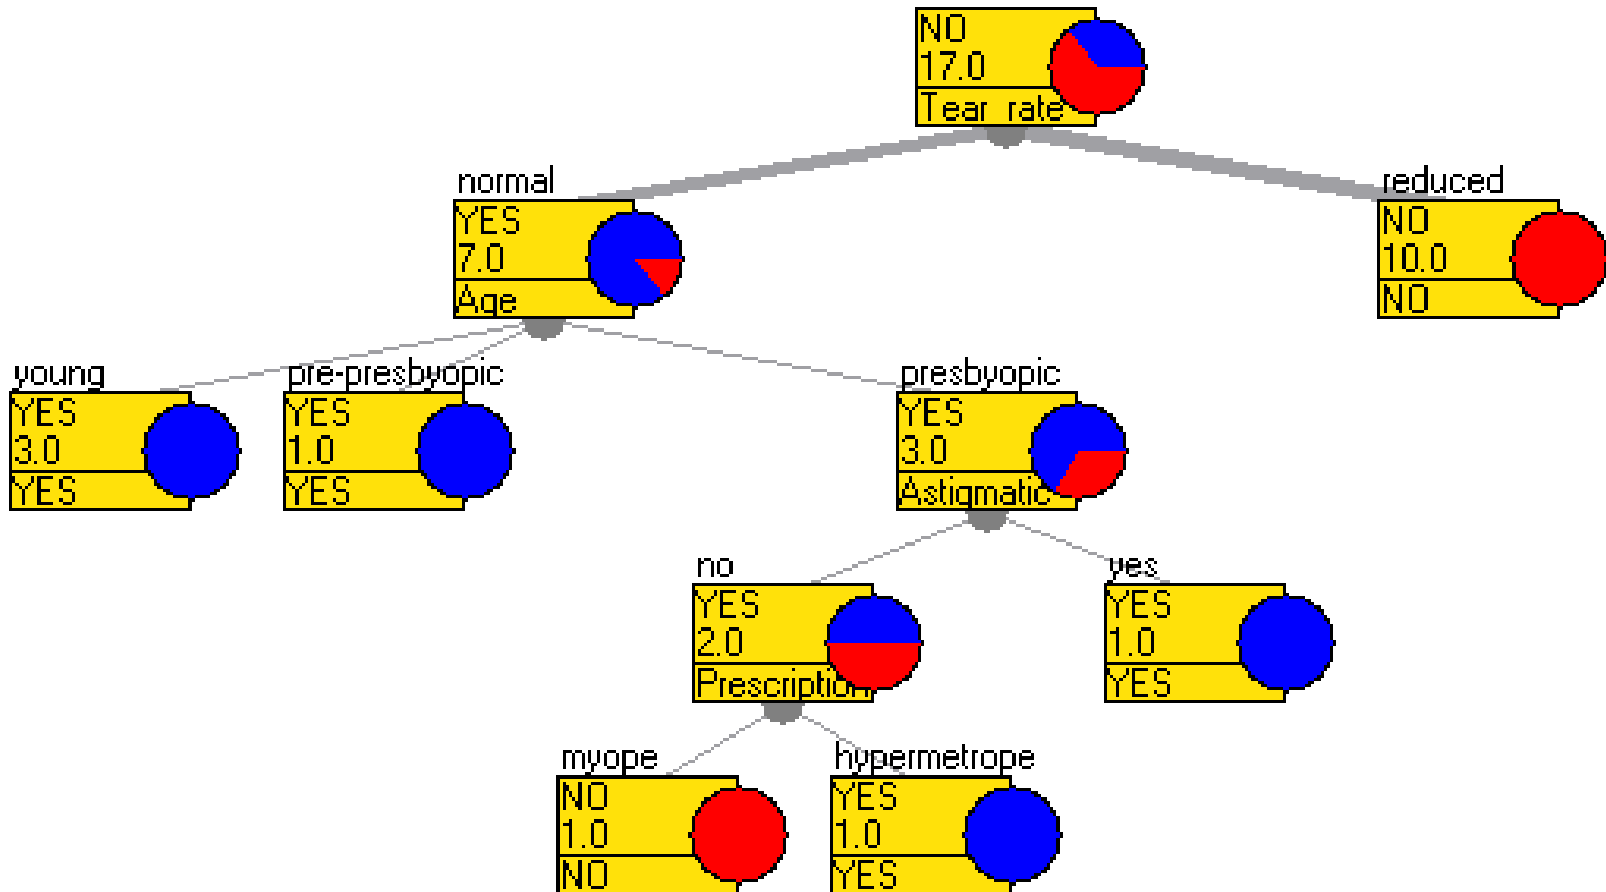 NO
17.0
Tear rate
normal
YES
7.0
Age
reduced
NO
10.0
NO
young
YES
3.0
YES
pre-presbyopic
YES
1.0
YES
presbyopic
YES
3.0
Astigmatic
no
YES
2.0
Prescription
yes
YES
1.0
YES
myope
NO
1.0
NO
hypermetrope
YES
1.0
YES